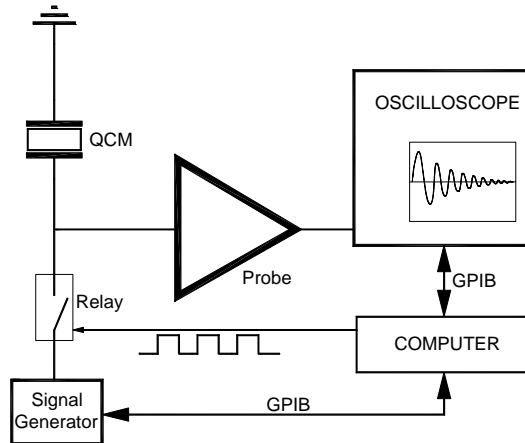 OSCILLOSCOPE
QCM
Probe
GPIB
Relay
COMPUTER
Signal
Generator
GPIB